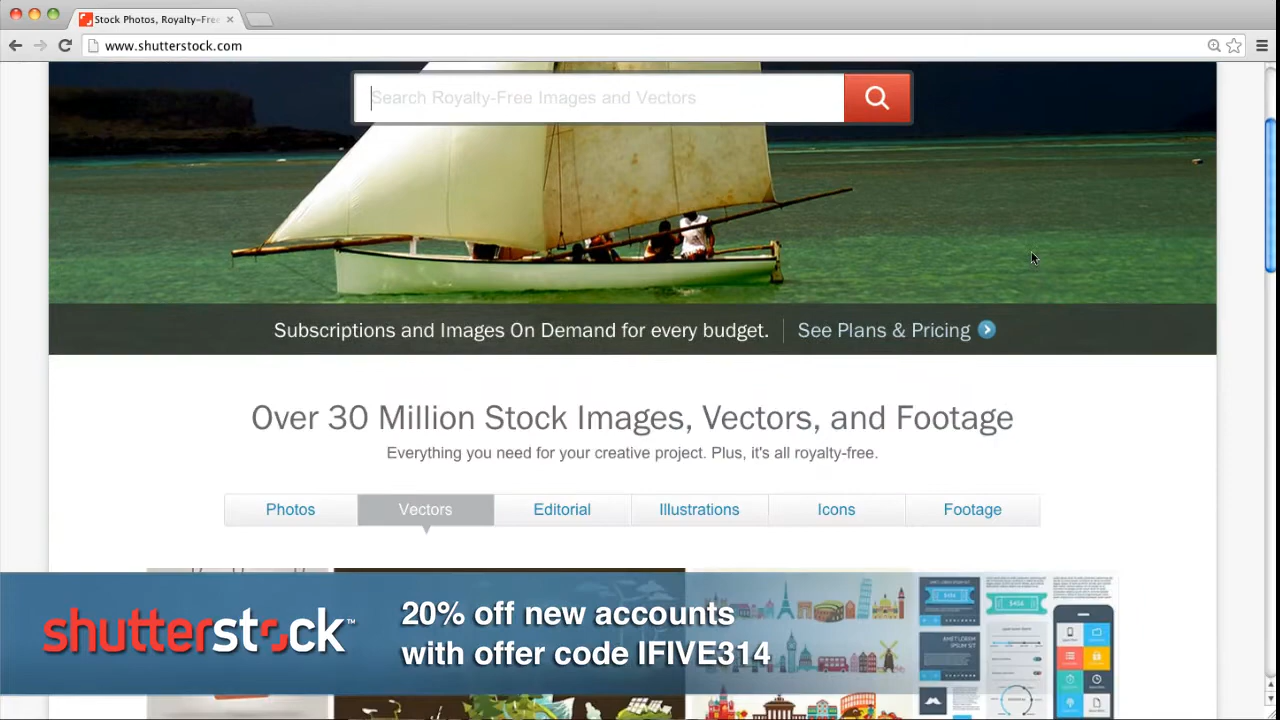 Stock Photos, Royalty-Free
www.shutterstock.com
Search Royalty-Free Images and Vectors
Subscriptions and Images On Demand for every budget. See Plans & Pricing
Over 30 Million Stock Images, Vectors, and Footage
Everything you need for your creative project. Plus, it's all royalty-free.
Photos Vectors Editorial Illustrations Icons Footage
shutterstock™
20% off new accounts
with offer code IFIVE314